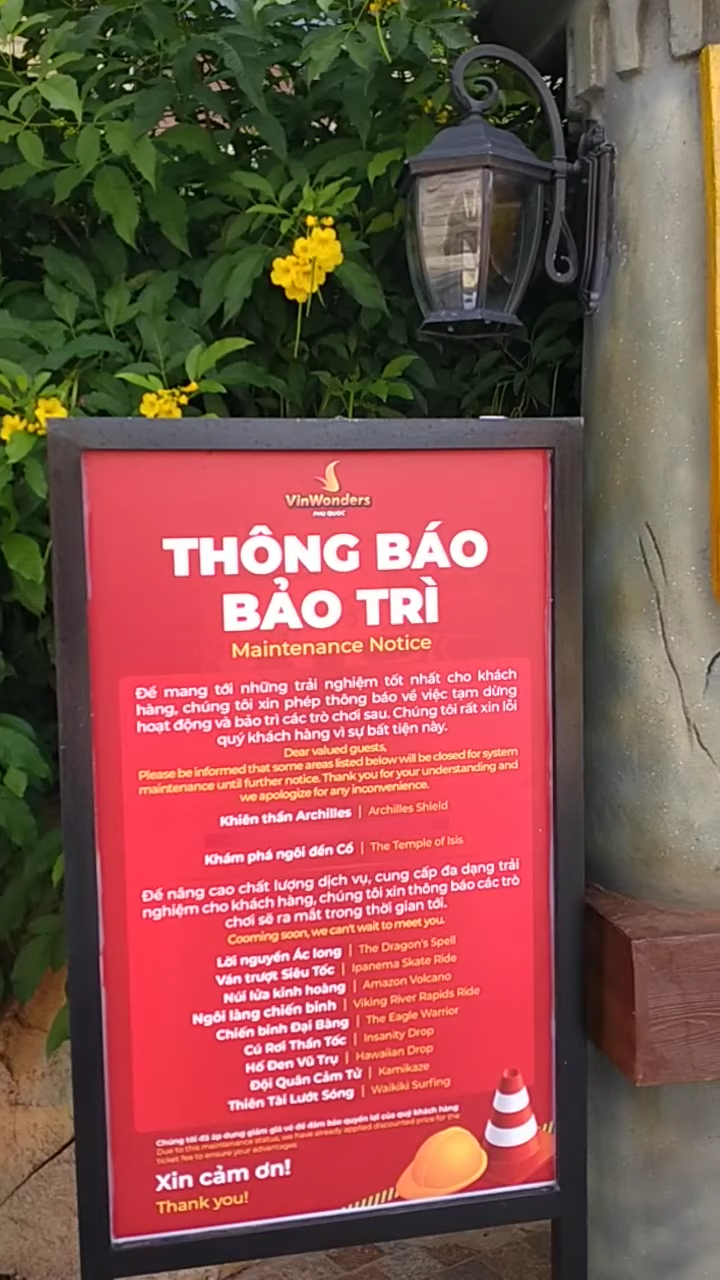 VinWonders
PHU QUOC
THÔNG BÁO
BẢO TRÌ
Maintenance Notice
Để mang tới những trải nghiệm tốt nhất cho khách
hàng, chúng tôi xin phép thông báo về việc tạm dừng
hoạt động và bảo trì các trò chơi sau. Chúng tôi rất xin lỗi
quý khách hàng vì sự bất tiện này.
Dear valued guests,
Please be informed that some areas listed below will be closed for system
maintenance until further notice. Thank you for your understanding and
we apologize for any inconvenience.
Khiên thần Archilles | Archilles Shield
Khám phá ngôi đền Cổ | The Temple of Isis
Để nâng cao chất lượng dịch vụ, cung cấp đa dạng trải
nghiệm cho khách hàng, chúng tôi xin thông báo các trò
chơi sẽ ra mắt trong thời gian tới.
Cooming soon, we can't wait to meet you.
Lời nguyền Ác long | The Dragon's Spell
Ván trượt Siêu Tốc | Ipanema Skate Ride
Núi lửa kinh hoàng | Amazon Volcano
Ngôi làng chiến binh | Viking River Rapids Ride
Chiến binh Đại Bàng | The Eagle Warrior
Cú Rơi Thần Tốc | Insanity Drop
Hố Đen Vũ Trụ | Hawaiian Drop
Đội Quân Cảm Tử | Kamikaze
Thiên Tài Lướt Sóng | Waikiki Surfing
Chúng tôi đã áp dụng giảm giá vé để đảm bảo quyền lợi của quý khách hàng
Due to this maintenance status, we have already applied discounted price for the
ticket fee to ensure your advantages
Xin cảm ơn!
Thank you!